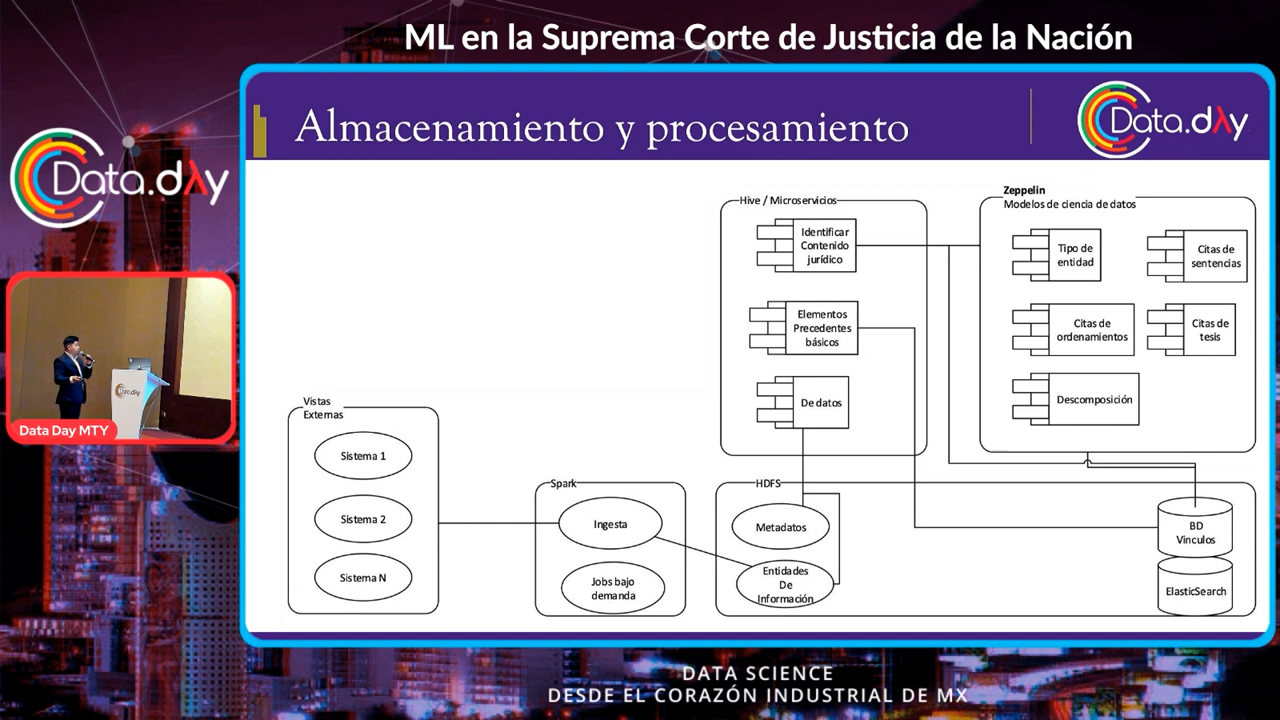 ML en la Suprema Corte de Justicia de la Nación
Almacenamiento y procesamiento
Data.dλy
Data.dλy
Data Day MTY
Hive / Microservicios
Identificar
Contenido
jurídico
Elementos
Precedentes
básicos
De datos
Zeppelin
Modelos de ciencia de datos
Tipo de
entidad
Citas de
sentencias
Citas de
ordenamientos
Citas de
tesis
Descomposición
Vistas
Externas
Sistema 1
Sistema 2
Sistema N
Spark
Ingesta
Jobs bajo
demanda
HDFS
Metadatos
Entidades
De
Información
BD
Vinculos
ElasticSearch
DATA SCIENCE
DESDE EL CORAZÓN INDUSTRIAL DE MX